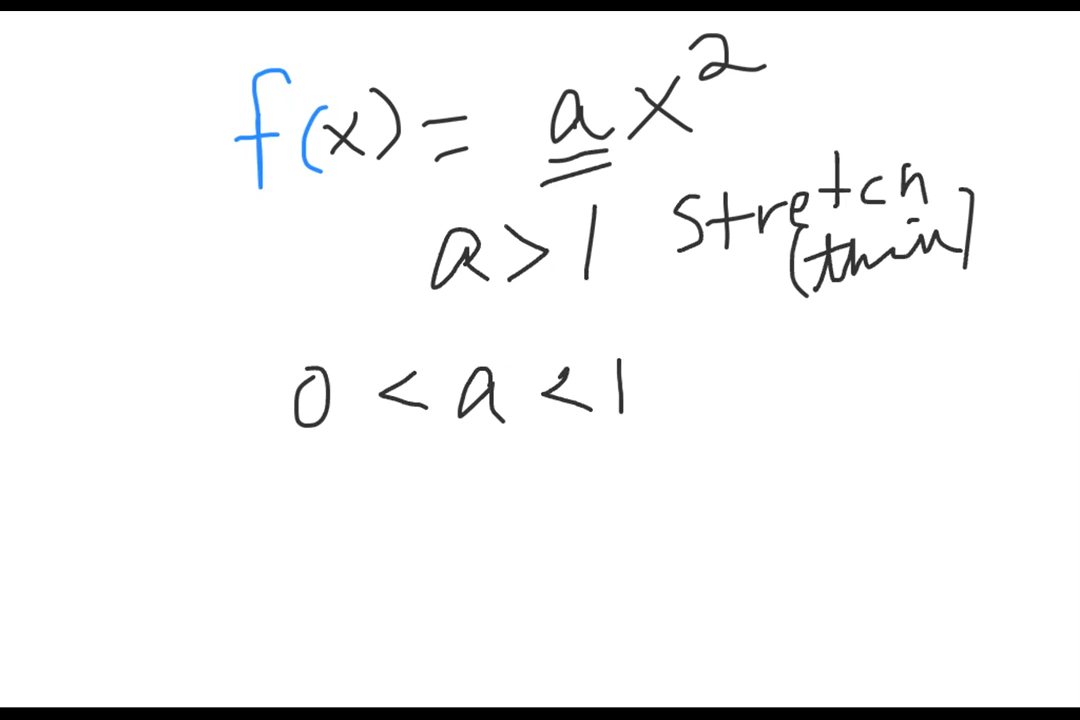 f(x) = ax²
a > 1 stretch
(thin)
0 < a < 1